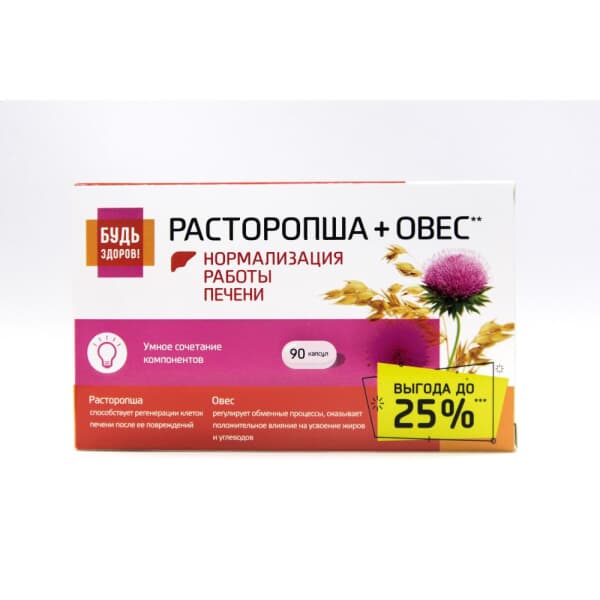 БУДЬ
ЗДОРОВ!
РАСТОРОПША + ОВЕС**
НОРМАЛИЗАЦИЯ
РАБОТЫ
ПЕЧЕНИ
Умное сочетание
компонентов
90 капсул
ВЫГОДА ДО
25%***
Расторопша
способствует регенерации клеток
печени после ее повреждений
Овес
регулирует обменные процессы, оказывает
положительное влияние на усвоение жиров
и углеводов